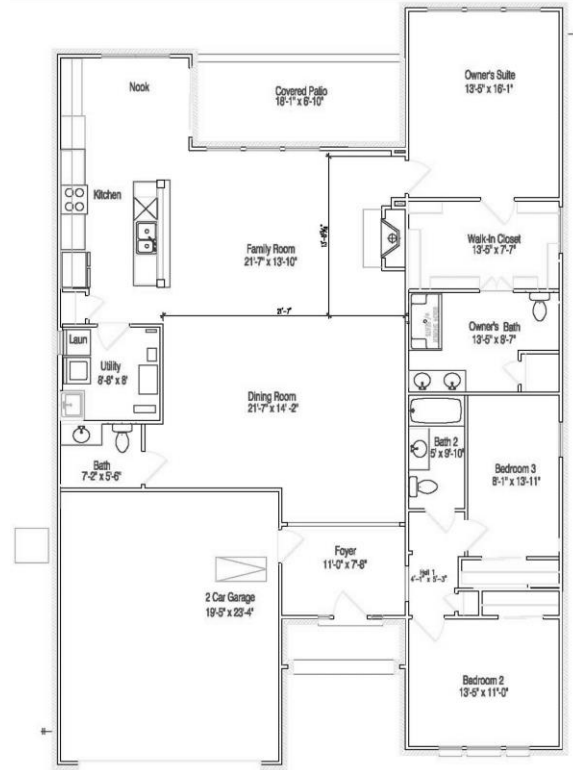 Nook
Covered Patio
18'-1" x 6'-10"
Owner's Suite
13'-5" x 16'-1"
Kitchen
Family Room
21'-7" x 13'-10"
Walk-In Closet
13'-5" x 7'-7"
21'-7"
Owner's Bath
13'-5" x 8'-7"
Laun
Utility
8'-8" x 8'
Dining Room
21'-7" x 14' -2"
Bath 2
5' x 9'-10"
Bath
7'-2" x 5'-6"
Bedroom 3
8'-1" x 13'-11"
Foyer
11'-0" x 7'-8"
Hall 1
2 Car Garage
19'-5" x 23'-4"
Bedroom 2
13'-5" x 11'-0"